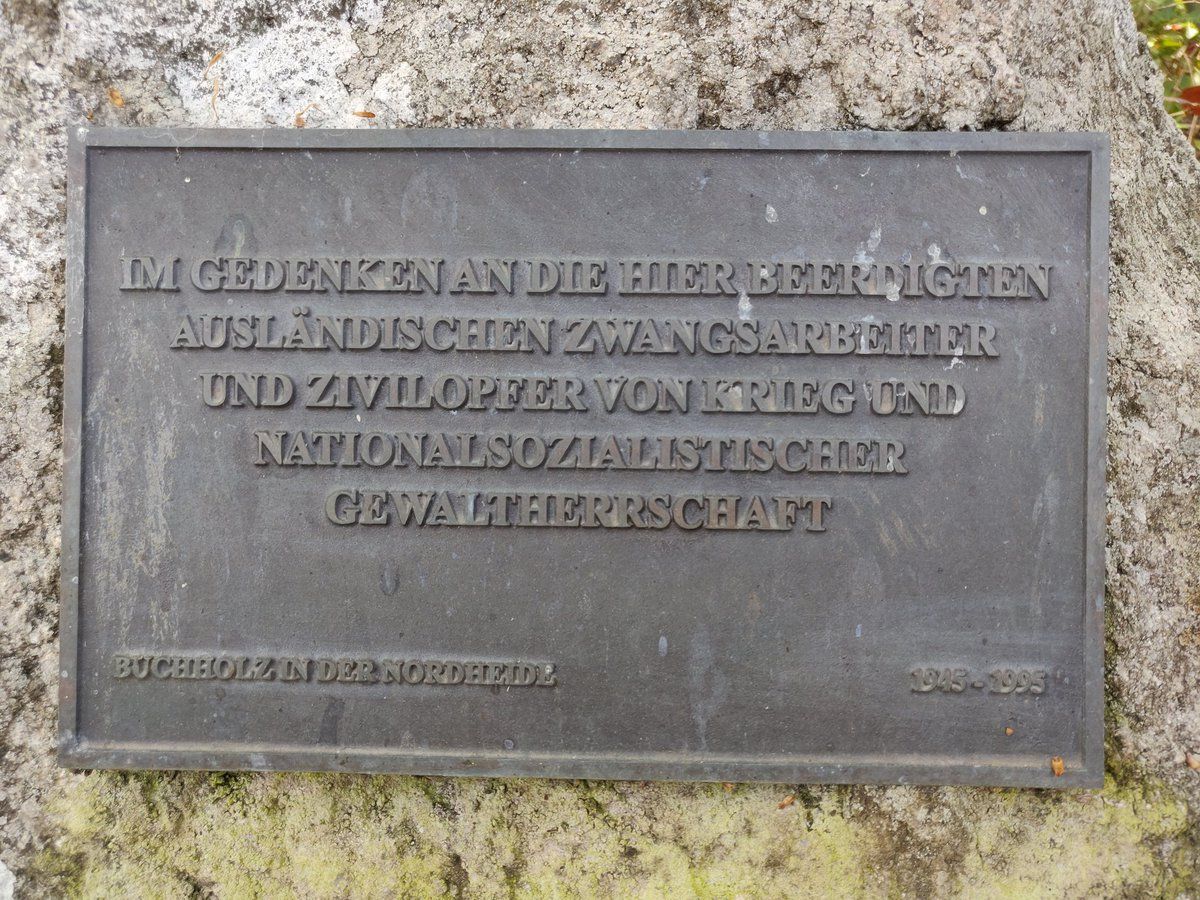 IM GEDENKEN AN DIE HIER BEERDIGTEN
AUSLÄNDISCHEN ZWANGSARBEITER
UND ZIVILOPFER VON KRIEG UND
NATIONALSOZIALISTISCHER
GEWALTHERRSCHAFT
BUCHHOLZ IN DER NORDHEIDE
1945 - 1995